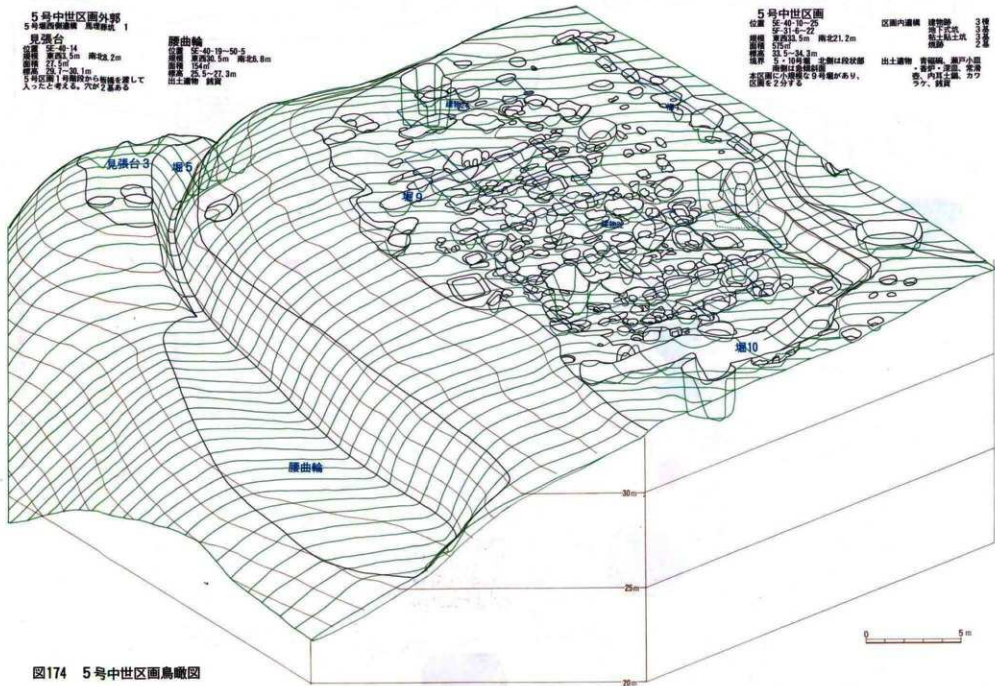 5号中世区画外郭
5号堀西側遺構 馬埋葬坑 1
見張台
位置 5E-40-14
規模 東西3.5m 南北8.2m
面積 27.5㎡
標高 29.7〜30.1m
5号区画1号階段から板橋を渡して
入ったと考える。穴が2基ある
腰曲輪
位置 5E-40-19〜50-5
規模 東西30.5m 南北6.8m
面積 154㎡
標高 25.5〜27.3m
出土遺物 銭貨
5号中世区画
位置 5E-40-10〜25
5F-31-6〜22
規模 東西33.5m 南北21.2m
面積 575㎡
標高 33.5〜34.3m
境界 5・10号堀 北側は段状部
南側は急傾斜面
本区画に小規模な9号堀があり、
区画を2分する
区画内遺構 建物跡 3棟
地下式坑 3基
粘土貼土坑 3基
焼跡 2基
出土遺物 青磁碗、瀬戸小皿
・香炉・深皿、常滑
壺、内耳土鍋、カワ
ラケ、銭貨
見張台3
堀5
堀9
堀10
腰曲輪
30m
25m
20m
0 5m
図174 5号中世区画鳥瞰図